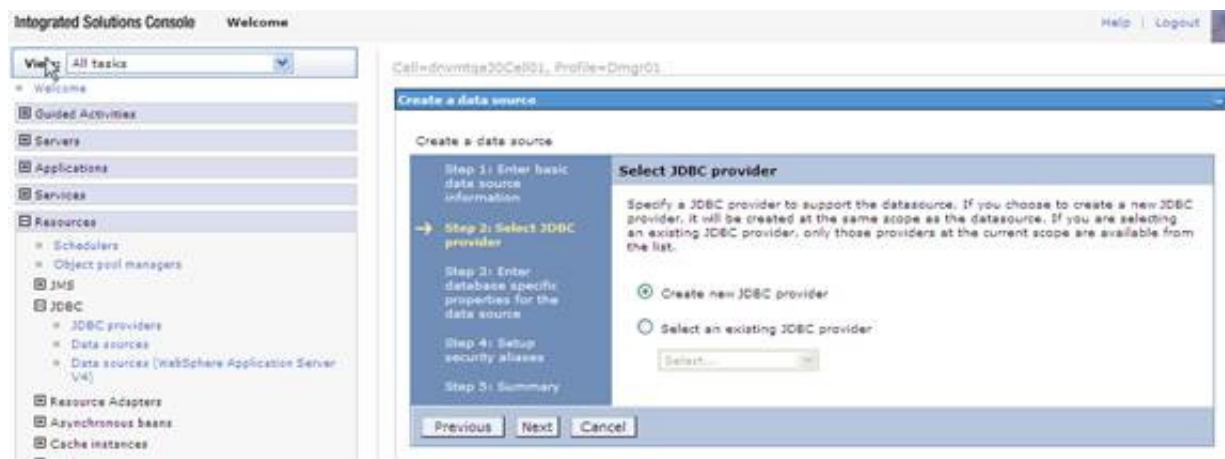 Integrated Solutions Console Welcome
Help | Logout
View: All tasks
Welcome
Guided Activities
Servers
Applications
Services
Resources
Schedulers
Object pool managers
JMS
JDBC
JDBC providers
Data sources
Data sources (WebSphere Application Server
V4)
Resource Adapters
Asynchronous beans
Cache instances
Cell=dnvmtqa30Cell01, Profile=Dmgr01
Create a data source
Create a data source
Step 1: Enter basic
data source
information
Step 2: Select JDBC
provider
Step 3: Enter
database specific
properties for the
data source
Step 4: Setup
security aliases
Step 5: Summary
Select JDBC provider
Specify a JDBC provider to support the datasource. If you choose to create a new JDBC
provider, it will be created at the same scope as the datasource. If you are selecting
an existing JDBC provider, only those providers at the current scope are available from
the list.
Create new JDBC provider
Select an existing JDBC provider
Select...
Previous Next Cancel